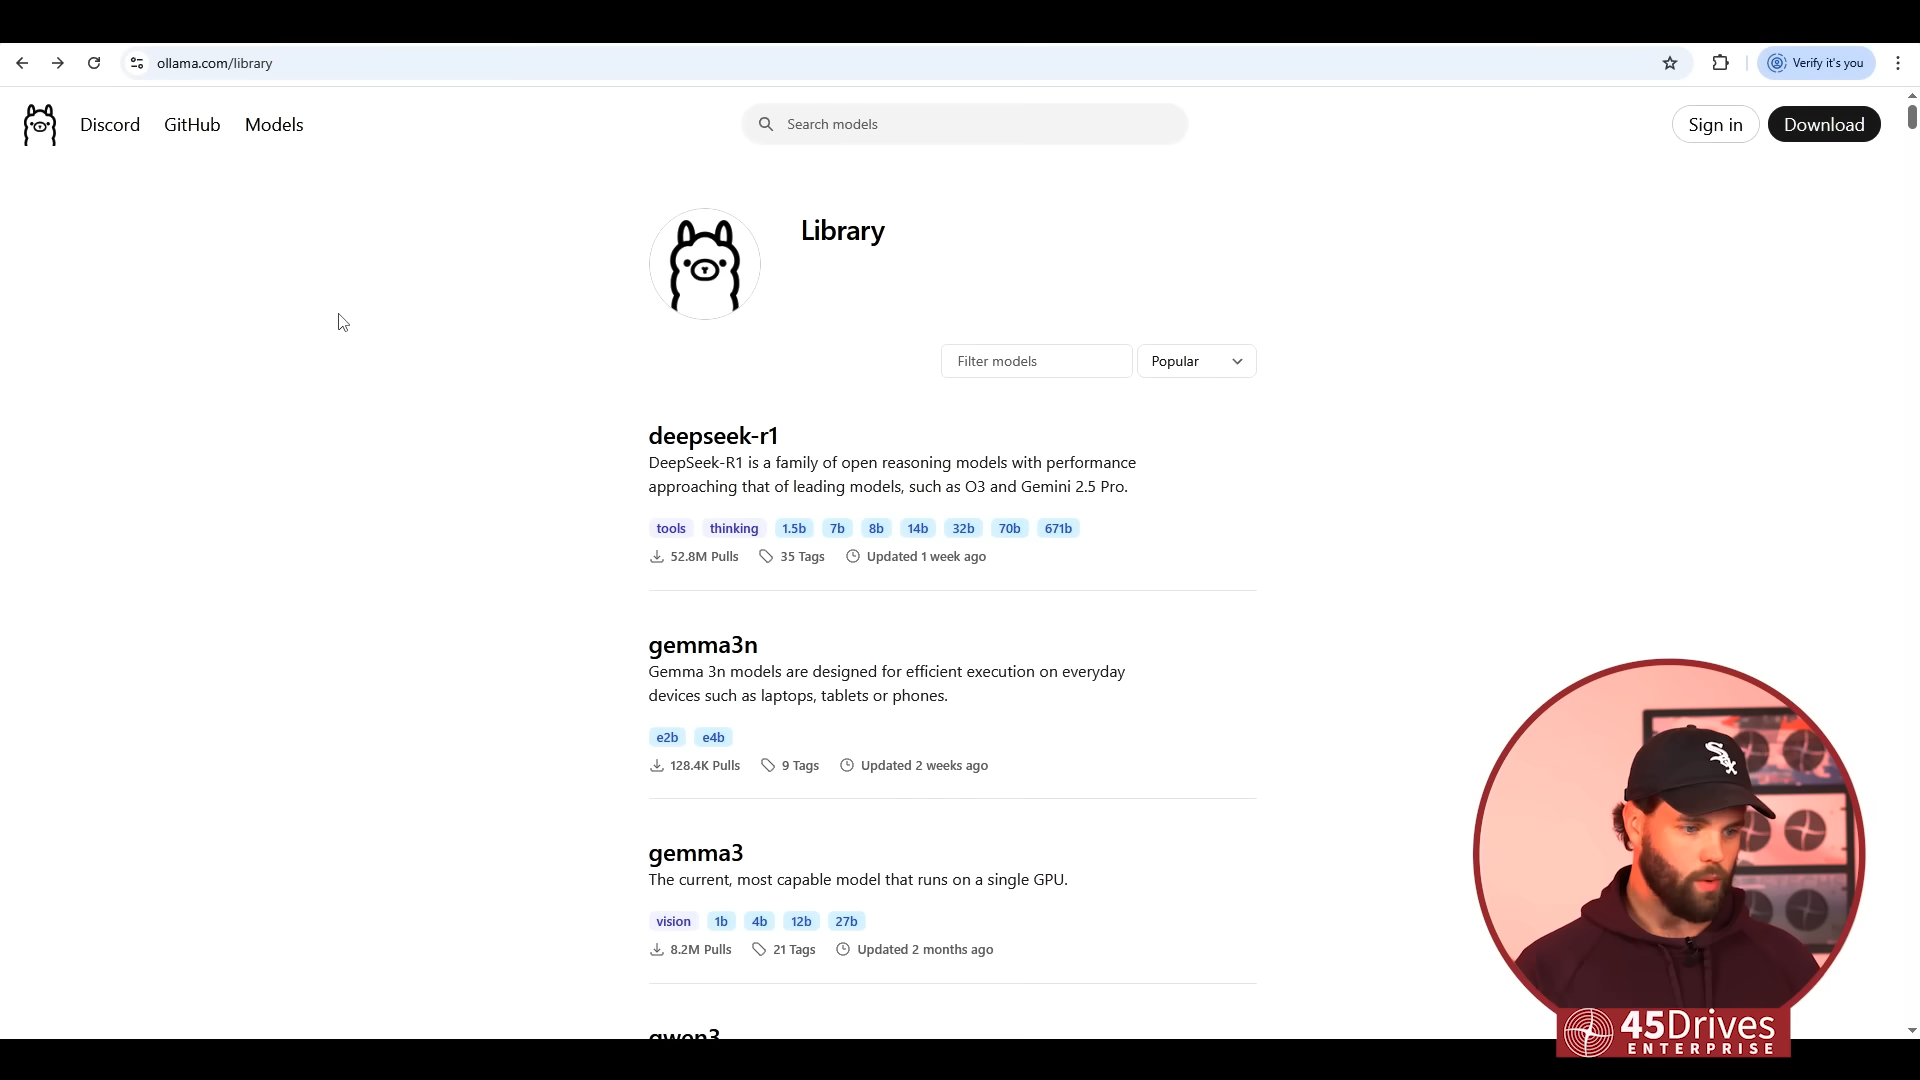 ollama.com/library
Verify it's you
Discord GitHub Models
Search models
Sign in
Download
Library
Filter models
Popular
deepseek-r1
DeepSeek-R1 is a family of open reasoning models with performance
approaching that of leading models, such as O3 and Gemini 2.5 Pro.
tools thinking 1.5b 7b 8b 14b 32b 70b 671b
52.8M Pulls 35 Tags Updated 1 week ago
gemma3n
Gemma 3n models are designed for efficient execution on everyday
devices such as laptops, tablets or phones.
e2b e4b
128.4K Pulls 9 Tags Updated 2 weeks ago
gemma3
The current, most capable model that runs on a single GPU.
vision 1b 4b 12b 27b
8.2M Pulls 21 Tags Updated 2 months ago
qwen3
Sox
45Drives
ENTERPRISE